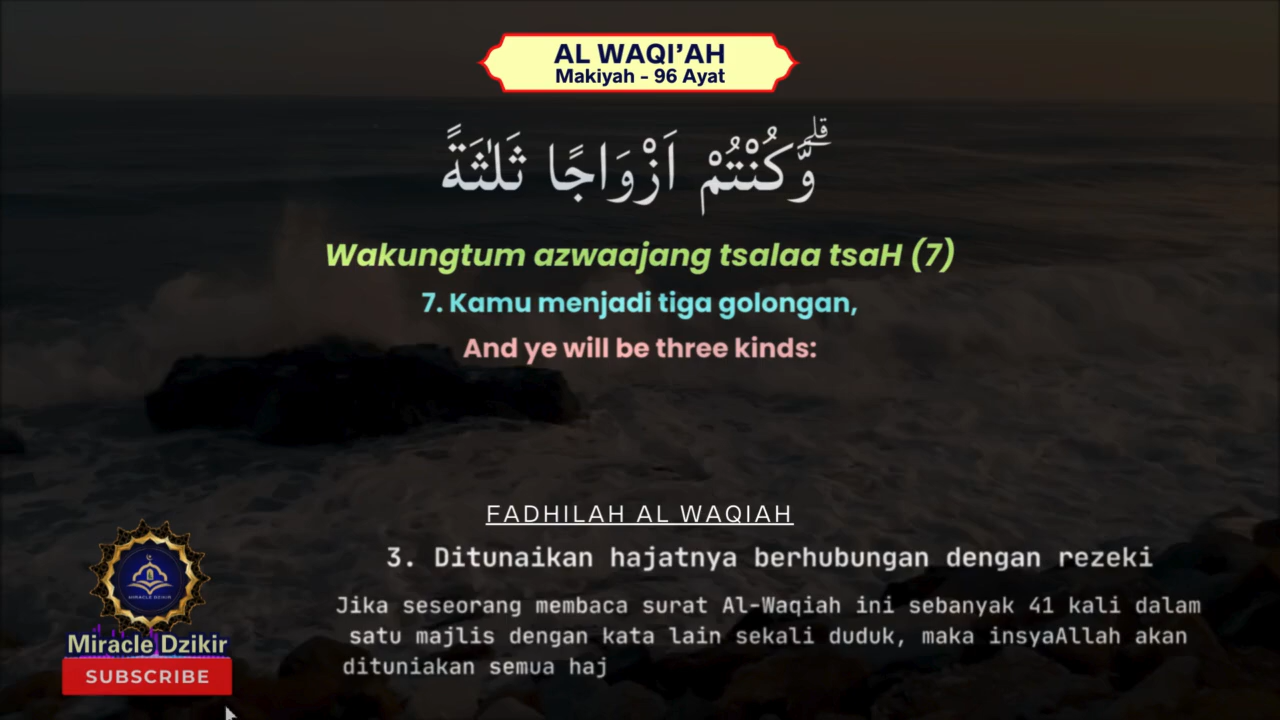 AL WAQI’AH
Makiyah - 96 Ayat
وَّكُنْتُمْ اَزْوَاجًا ثَلٰثَةً ۗ
Wakungtum azwaajang tsalaa tsaH (7)
7. Kamu menjadi tiga golongan,
And ye will be three kinds:
FADHILAH AL WAQIAH
3. Ditunaikan hajatnya berhubungan dengan rezeki
Jika seseorang membaca surat Al-Waqiah ini sebanyak 41 kali dalam
satu majlis dengan kata lain sekali duduk, maka insyaAllah akan
dituniakan semua haj
MIRACLE DZIKIR
Miracle Dzikir
SUBSCRIBE